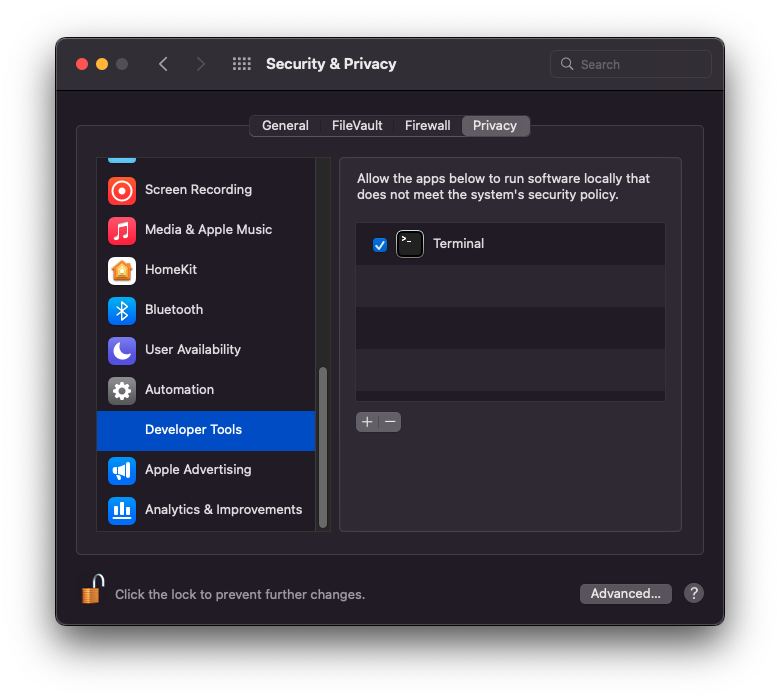 Security & Privacy
Search
General FileVault Firewall Privacy
Screen Recording
Media & Apple Music
HomeKit
Bluetooth
User Availability
Automation
Developer Tools
Apple Advertising
Analytics & Improvements
Allow the apps below to run software locally that
does not meet the system's security policy.
>-
Terminal
+ −
Click the lock to prevent further changes.
Advanced...
?